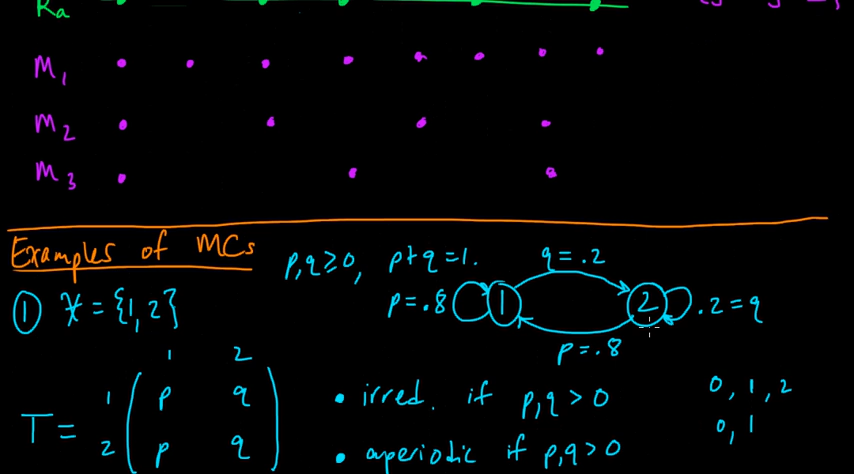 Ra
M1
M2
M3
Examples of MCs
p,q ≥ 0, p+q = 1.
q = .2
① X = {1,2}
p = .8 1 2 .2 = q
p = .8
1 2
T = 1 ( p q )
2 ( p q )
• irred. if p,q > 0
• aperiodic if p,q > 0
0, 1, 2
0, 1